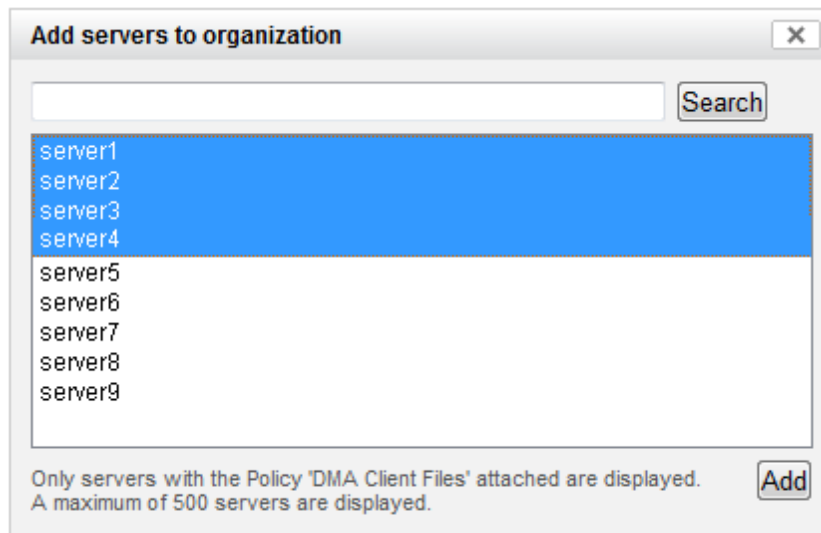 Add servers to organization
Search
server1
server2
server3
server4
server5
server6
server7
server8
server9
Only servers with the Policy 'DMA Client Files' attached are displayed.
A maximum of 500 servers are displayed.
Add